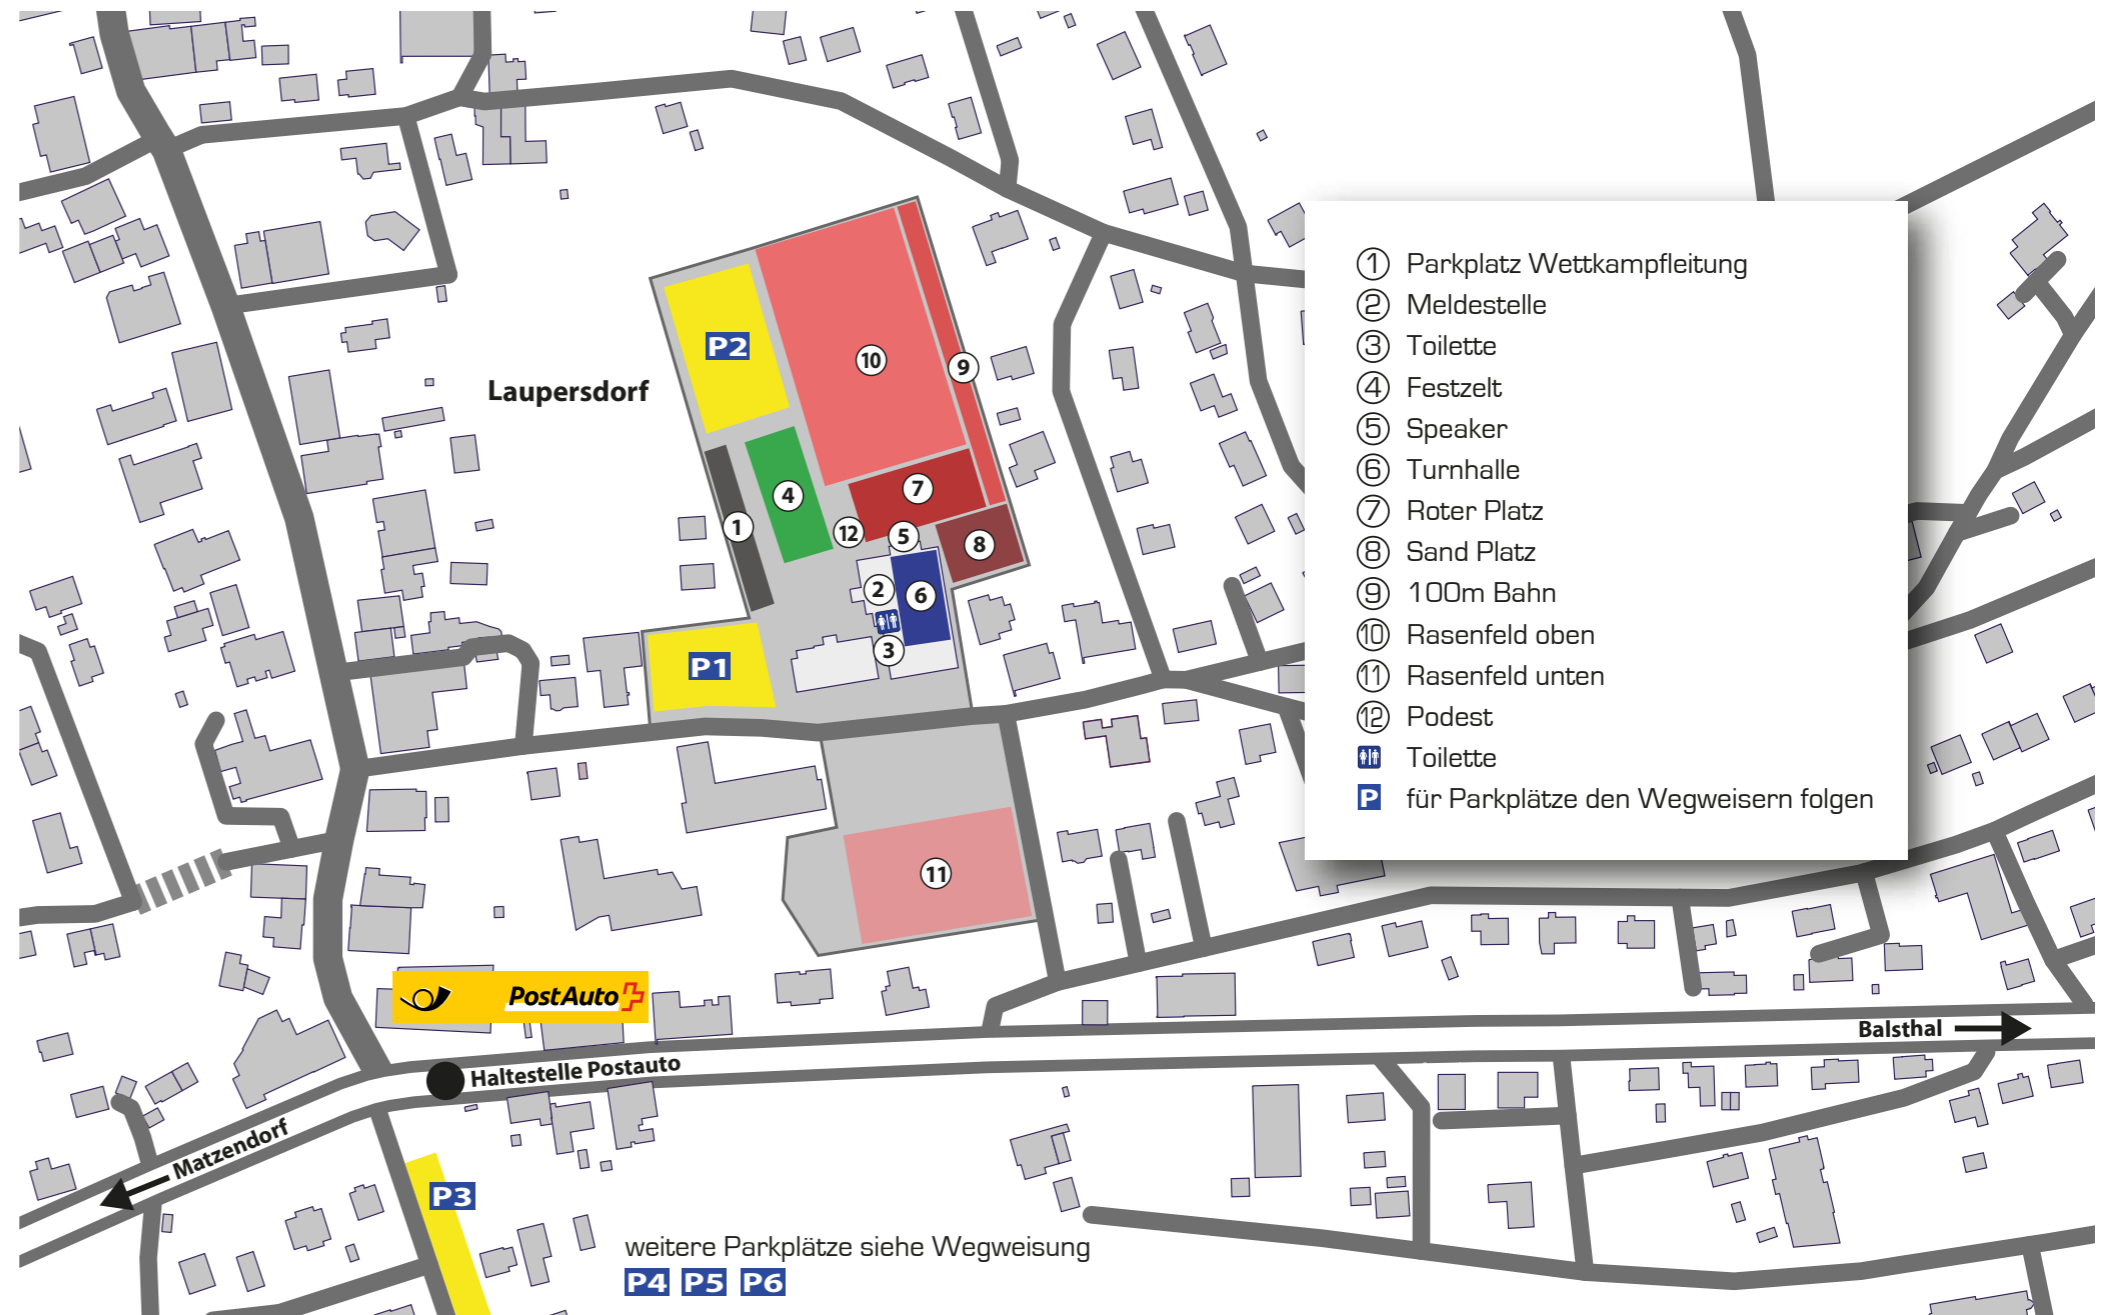 P2
10
9
Laupersdorf
4
7
1
12
5
8
2
6
3
P1
11
PostAuto
Haltestelle Postauto
Balsthal
Matzendorf
P3
weitere Parkplätze siehe Wegweisung
P4 P5 P6
1 Parkplatz Wettkampfleitung
2 Meldestelle
3 Toilette
4 Festzelt
5 Speaker
6 Turnhalle
7 Roter Platz
8 Sand Platz
9 100m Bahn
10 Rasenfeld oben
11 Rasenfeld unten
12 Podest
Toilette
P für Parkplätze den Wegweisern folgen